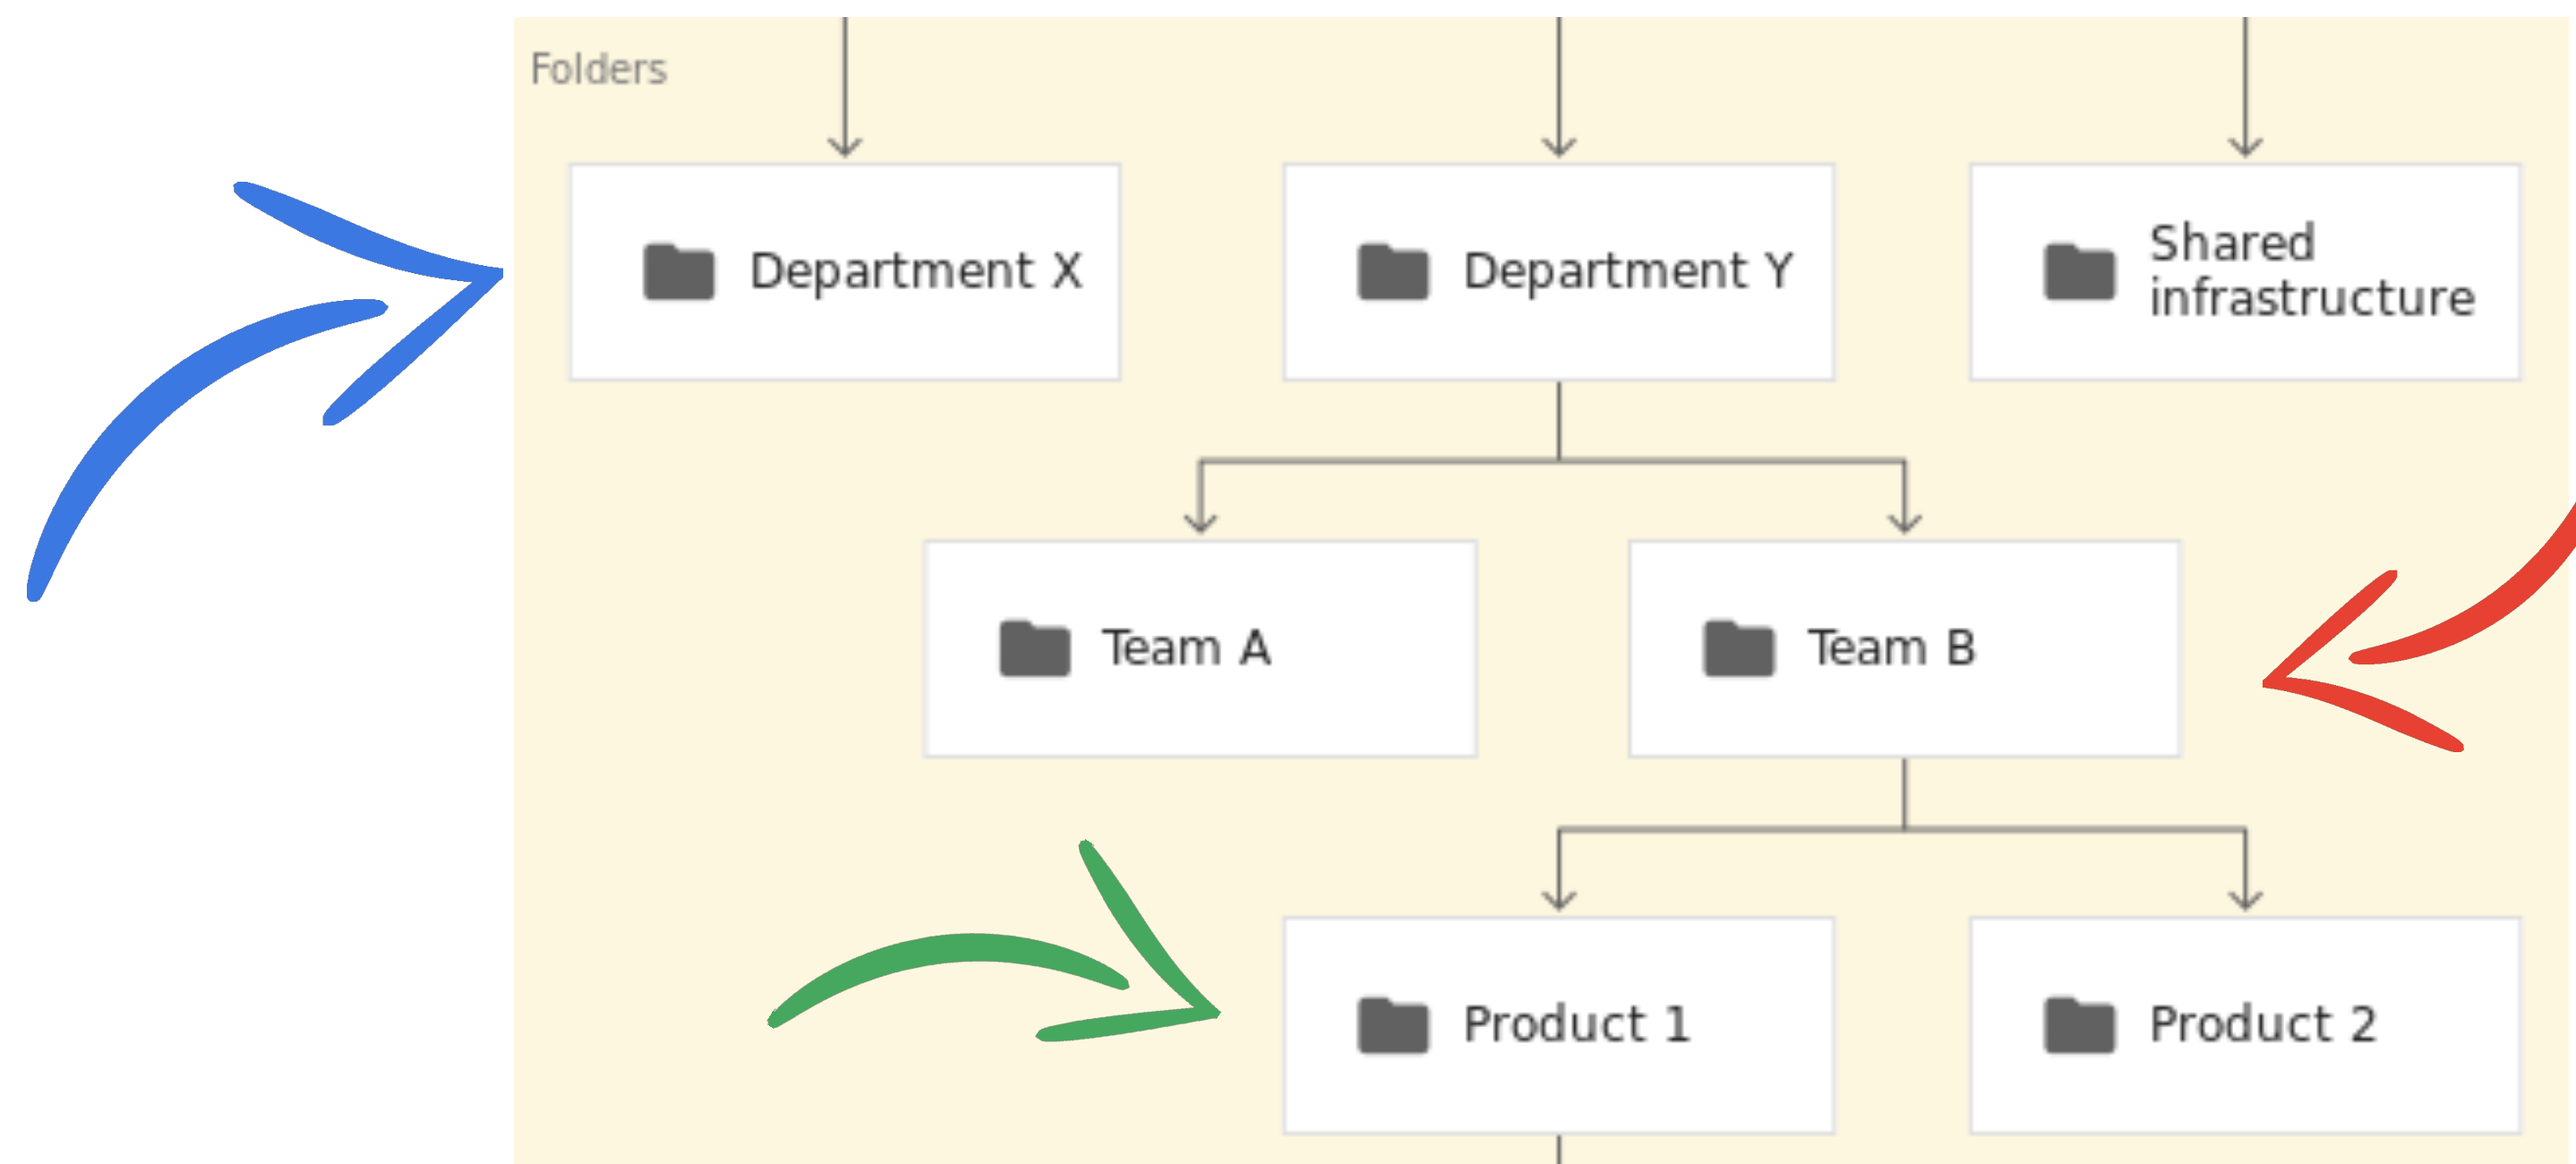 Folders
Department X
Department Y
Shared
infrastructure
Team A
Team B
Product 1
Product 2